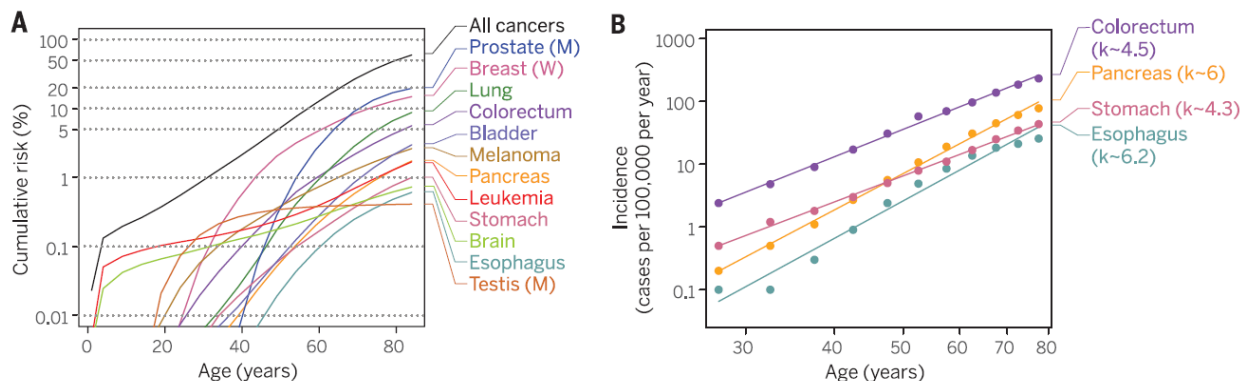 A
Cumulative risk (%)
100
50
20
10
5
1
0.1
0.01
0
20
40
60
80
Age (years)
All cancers
Prostate (M)
Breast (W)
Lung
Colorectum
Bladder
Melanoma
Pancreas
Leukemia
Stomach
Brain
Esophagus
Testis (M)
B
Incidence
(cases per 100,000 per year)
1000
100
10
1
0.1
30
40
50
60
70
80
Age (years)
Colorectum
(k~4.5)
Pancreas (k~6)
Stomach (k~4.3)
Esophagus
(k~6.2)